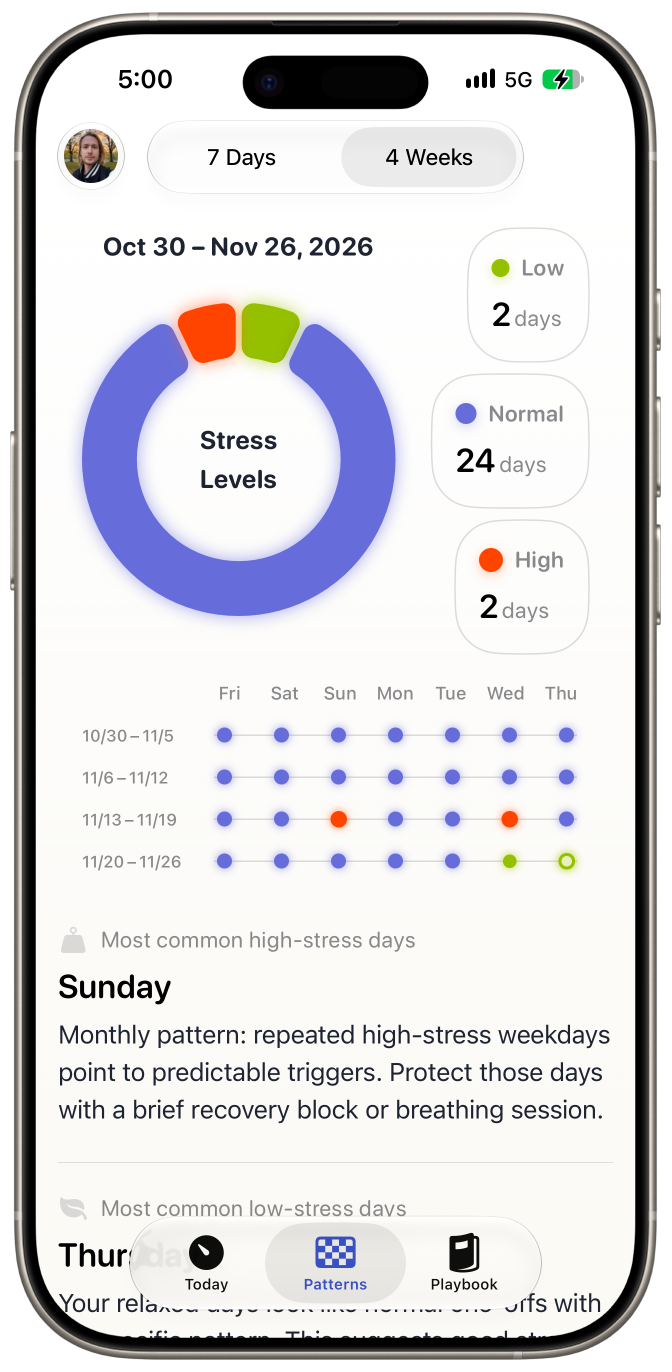 5:00
5G
7 Days
4 Weeks
Oct 30 – Nov 26, 2026
Stress
Levels
Low
2 days
Normal
24 days
High
2 days
Fri Sat Sun Mon Tue Wed Thu
10/30 – 11/5
11/6 – 11/12
11/13 – 11/19
11/20 – 11/26
Most common high-stress days
Sunday
Monthly pattern: repeated high-stress weekdays
point to predictable triggers. Protect those days
with a brief recovery block or breathing session.
Most common low-stress days
Thursday
Your relaxed days look like normal one-offs with
Today
Patterns
Playbook